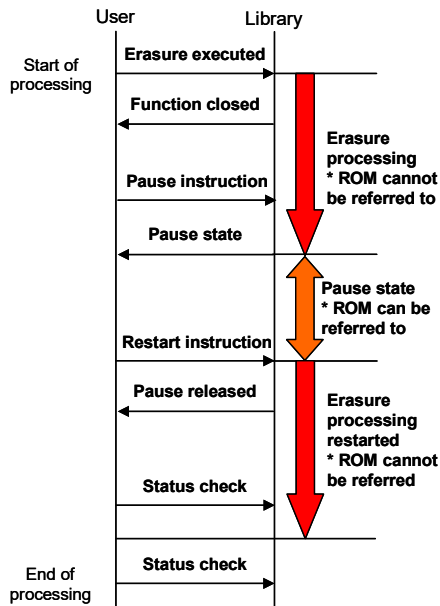 User
Library
Start of
processing
Erasure executed
Function closed
Erasure
processing
* ROM cannot
be referred to
Pause instruction
Pause state
Pause state
* ROM can be
referred to
Restart instruction
Pause released
Erasure
processing
restarted
* ROM cannot
be referred
Status check
Status check
End of
processing